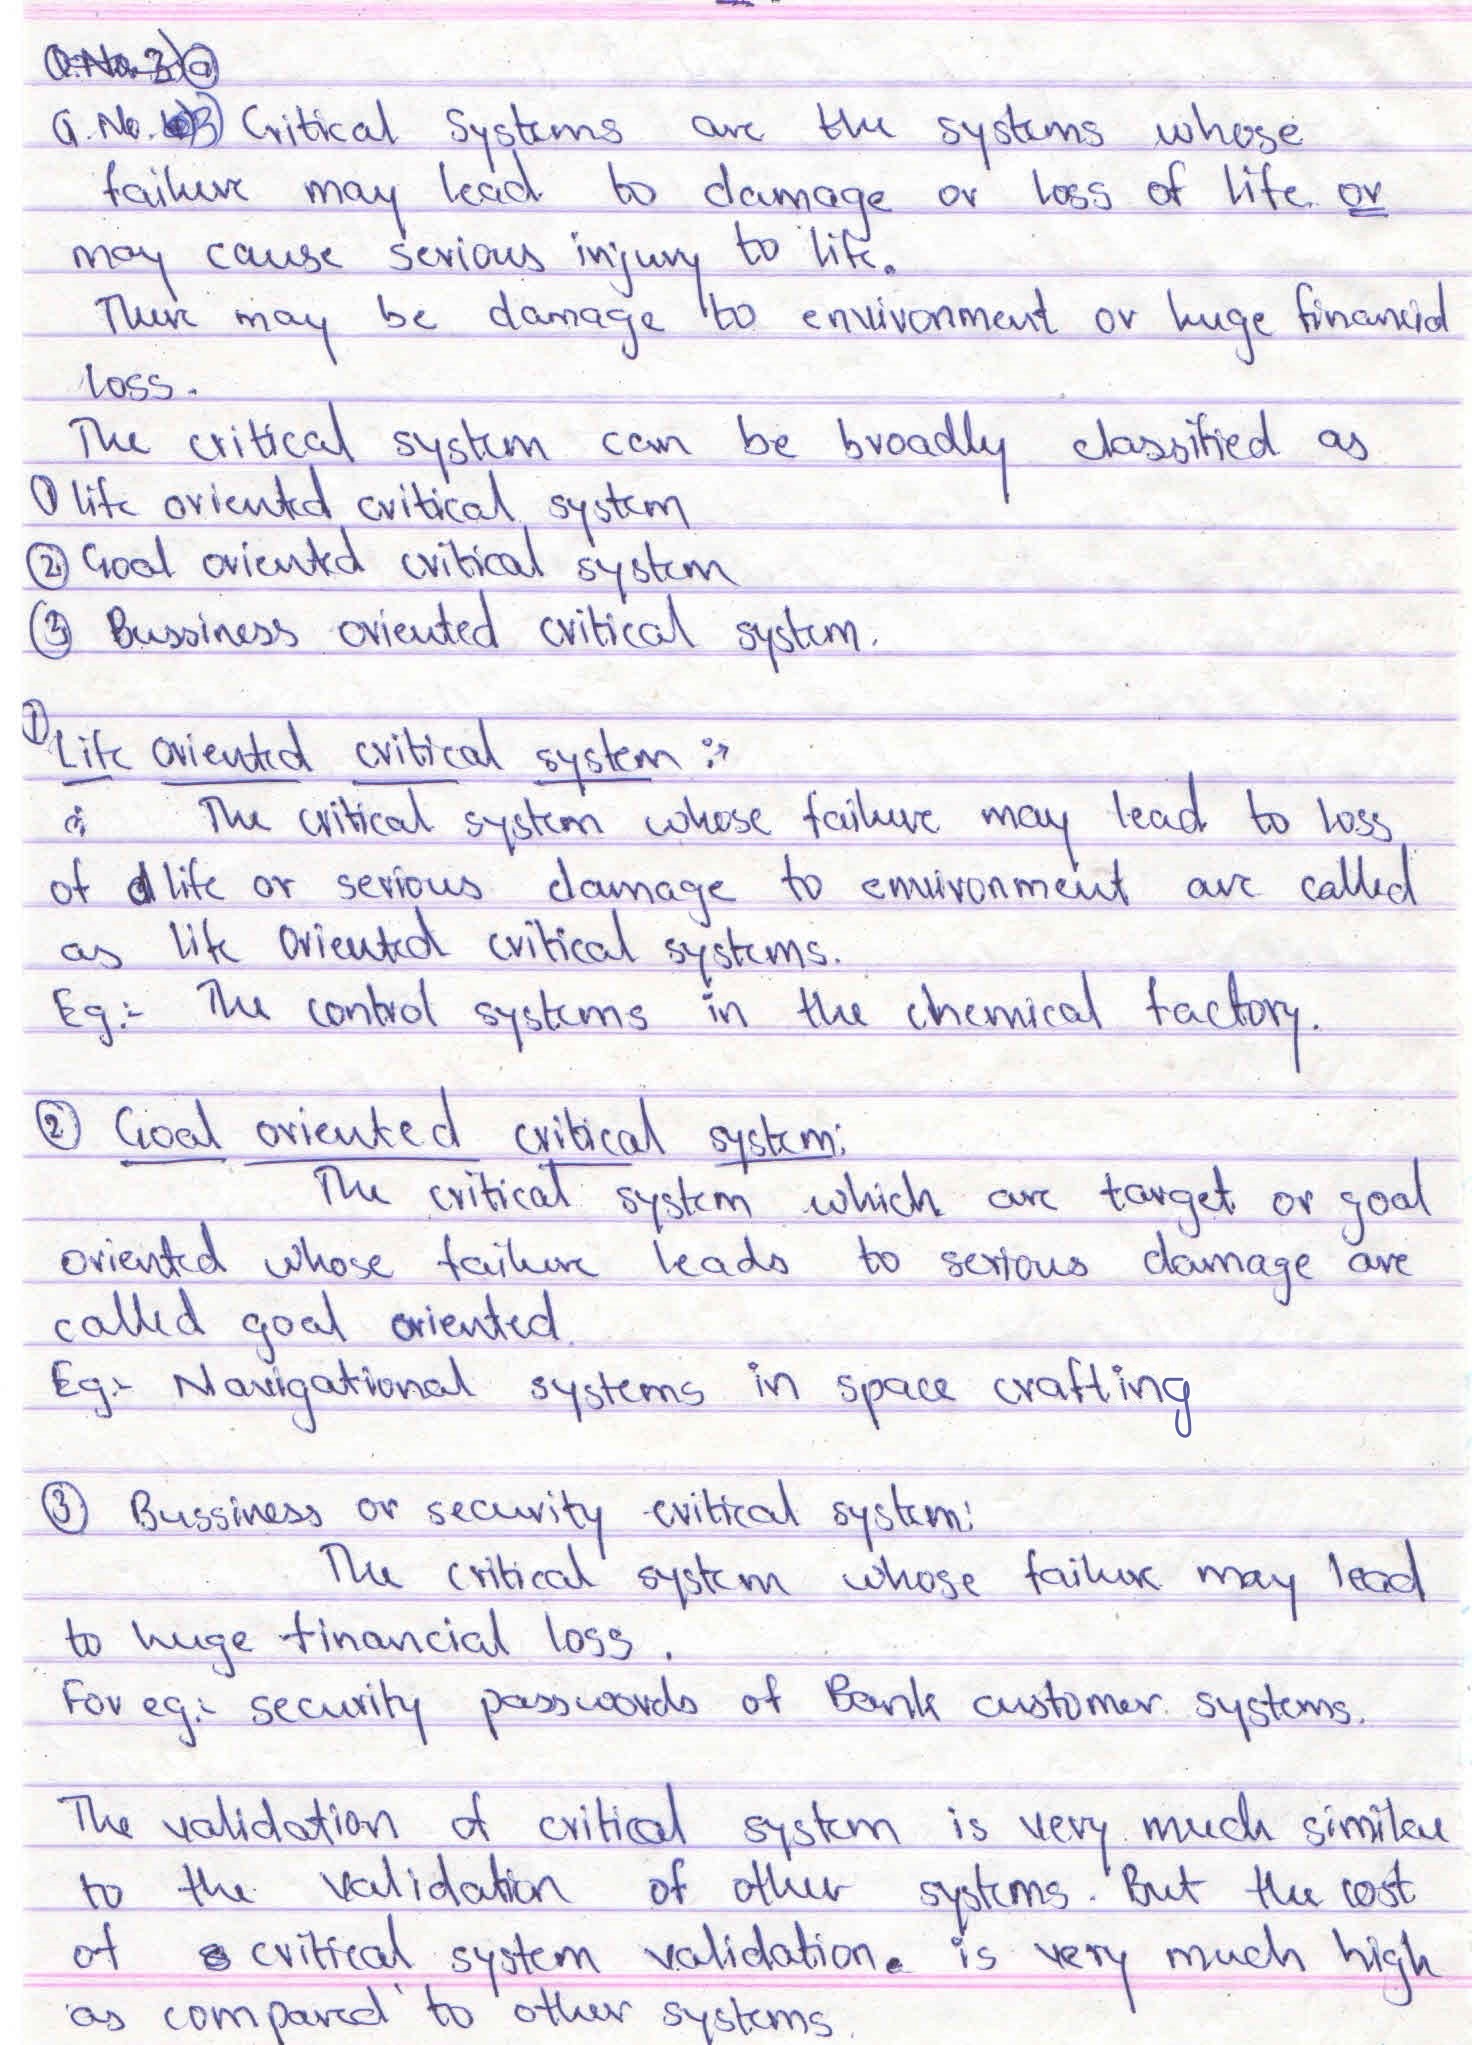 Q.No. 3) a
Q.No. 3) Critical Systems are the systems whose
failure may lead to damage or loss of life or
may cause serious injury to life.
There may be damage to environment or huge financial
loss.
The critical system can be broadly classified as
① life oriented critical system
② Goal oriented critical system
③ Bussiness oriented critical system.
① Life oriented critical system :→
The critical system whose failure may lead to loss
of life or serious damage to environment are called
as life oriented critical systems.
Eg:- The control systems in the chemical factory.
② Goal oriented critical system:
The critical system which are target or goal
oriented whose failure leads to serious damage are
called goal oriented.
Eg:- Navigational systems in space crafting
③ Bussiness or security critical system:
The critical system whose failure may lead
to huge financial loss.
For eg:- security passwords of Bank customer systems.
The validation of critical system is very much similar
to the validation of other systems. But the cost
of critical system validation. is very much high
as compared to other systems.